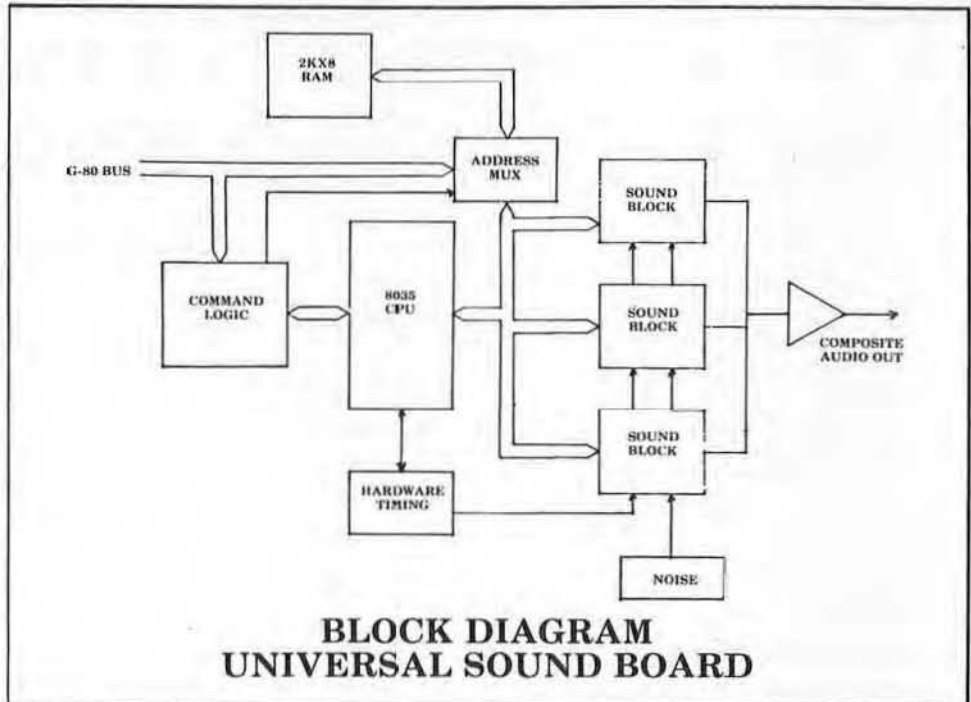 2KX8
RAM
G-80 BUS
ADDRESS
MUX
SOUND
BLOCK
COMMAND
LOGIC
8035
CPU
SOUND
BLOCK
COMPOSITE
AUDIO OUT
SOUND
BLOCK
HARDWARE
TIMING
NOISE
BLOCK DIAGRAM
UNIVERSAL SOUND BOARD